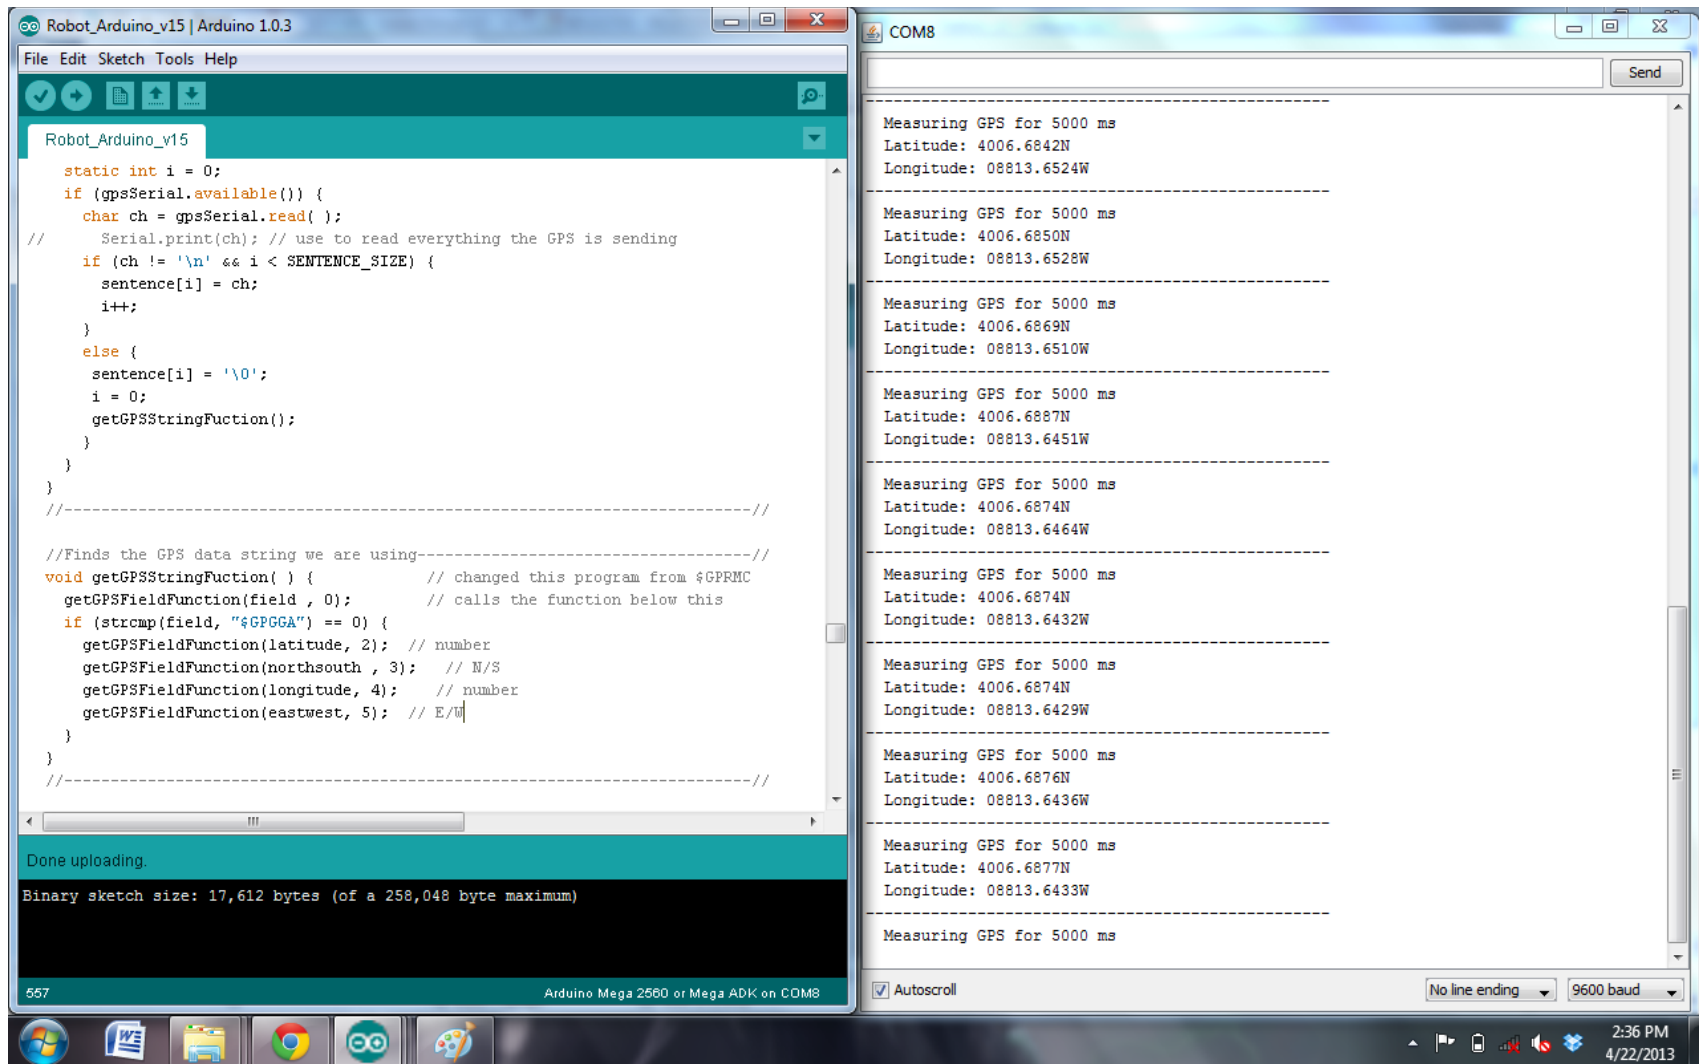 Robot_Arduino_v15 | Arduino 1.0.3
File Edit Sketch Tools Help
Robot_Arduino_v15
static int i = 0;
if (gpsSerial.available()) {
char ch = gpsSerial.read( );
// Serial.print(ch); // use to read everything the GPS is sending
if (ch != '\n' && i < SENTENCE_SIZE) {
sentence[i] = ch;
i++;
}
else {
sentence[i] = '\0';
i = 0;
getGPSStringFuction();
}
}
}
//---------------------------------------------------------------------------//

//Finds the GPS data string we are using-----------------------------------//
void getGPSStringFuction( ) { // changed this program from $GPRMC
getGPSFieldFunction(field , 0); // calls the function below this
if (strcmp(field, "$GPGGA") == 0) {
getGPSFieldFunction(latitude, 2); // number
getGPSFieldFunction(northsouth , 3); // N/S
getGPSFieldFunction(longitude, 4); // number
getGPSFieldFunction(eastwest, 5); // E/W
}
}
//---------------------------------------------------------------------------//
Done uploading.
Binary sketch size: 17,612 bytes (of a 258,048 byte maximum)
557 Arduino Mega 2560 or Mega ADK on COM8
COM8
Send
--------------------------------------------------
Measuring GPS for 5000 ms
Latitude: 4006.6842N
Longitude: 08813.6524W
--------------------------------------------------
Measuring GPS for 5000 ms
Latitude: 4006.6850N
Longitude: 08813.6528W
--------------------------------------------------
Measuring GPS for 5000 ms
Latitude: 4006.6869N
Longitude: 08813.6510W
--------------------------------------------------
Measuring GPS for 5000 ms
Latitude: 4006.6887N
Longitude: 08813.6451W
--------------------------------------------------
Measuring GPS for 5000 ms
Latitude: 4006.6874N
Longitude: 08813.6464W
--------------------------------------------------
Measuring GPS for 5000 ms
Latitude: 4006.6874N
Longitude: 08813.6432W
--------------------------------------------------
Measuring GPS for 5000 ms
Latitude: 4006.6874N
Longitude: 08813.6429W
--------------------------------------------------
Measuring GPS for 5000 ms
Latitude: 4006.6876N
Longitude: 08813.6436W
--------------------------------------------------
Measuring GPS for 5000 ms
Latitude: 4006.6877N
Longitude: 08813.6433W
--------------------------------------------------
Measuring GPS for 5000 ms
Autoscroll
No line ending
9600 baud
2:36 PM
4/22/2013